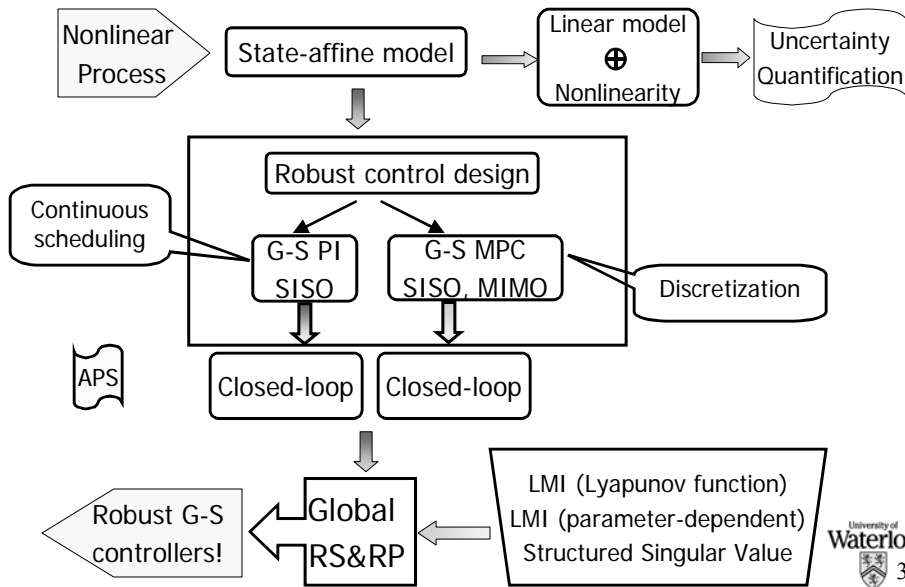 Nonlinear
Process
State-affine model
Linear model
⊕
Nonlinearity
Uncertainty
Quantification
Robust control design
Continuous
scheduling
G-S PI
SISO
G-S MPC
SISO, MIMO
Discretization
APS
Closed-loop
Closed-loop
Robust G-S
controllers!
Global
RS&RP
LMI (Lyapunov function)
LMI (parameter-dependent)
Structured Singular Value
University of
Waterlo
3